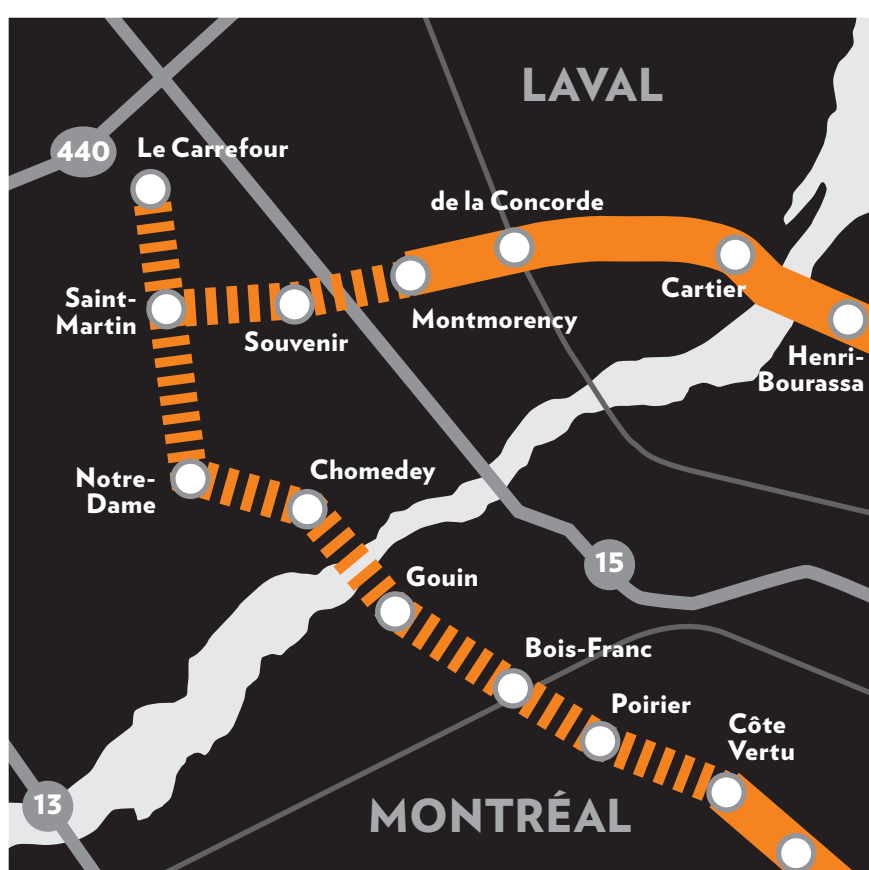 LAVAL
440
Le Carrefour
de la Concorde
Saint-
Martin
Souvenir
Montmorency
Cartier
Henri-
Bourassa
Notre-
Dame
Chomedey
15
Gouin
Bois-Franc
Poirier
Côte
Vertu
13
MONTRÉAL